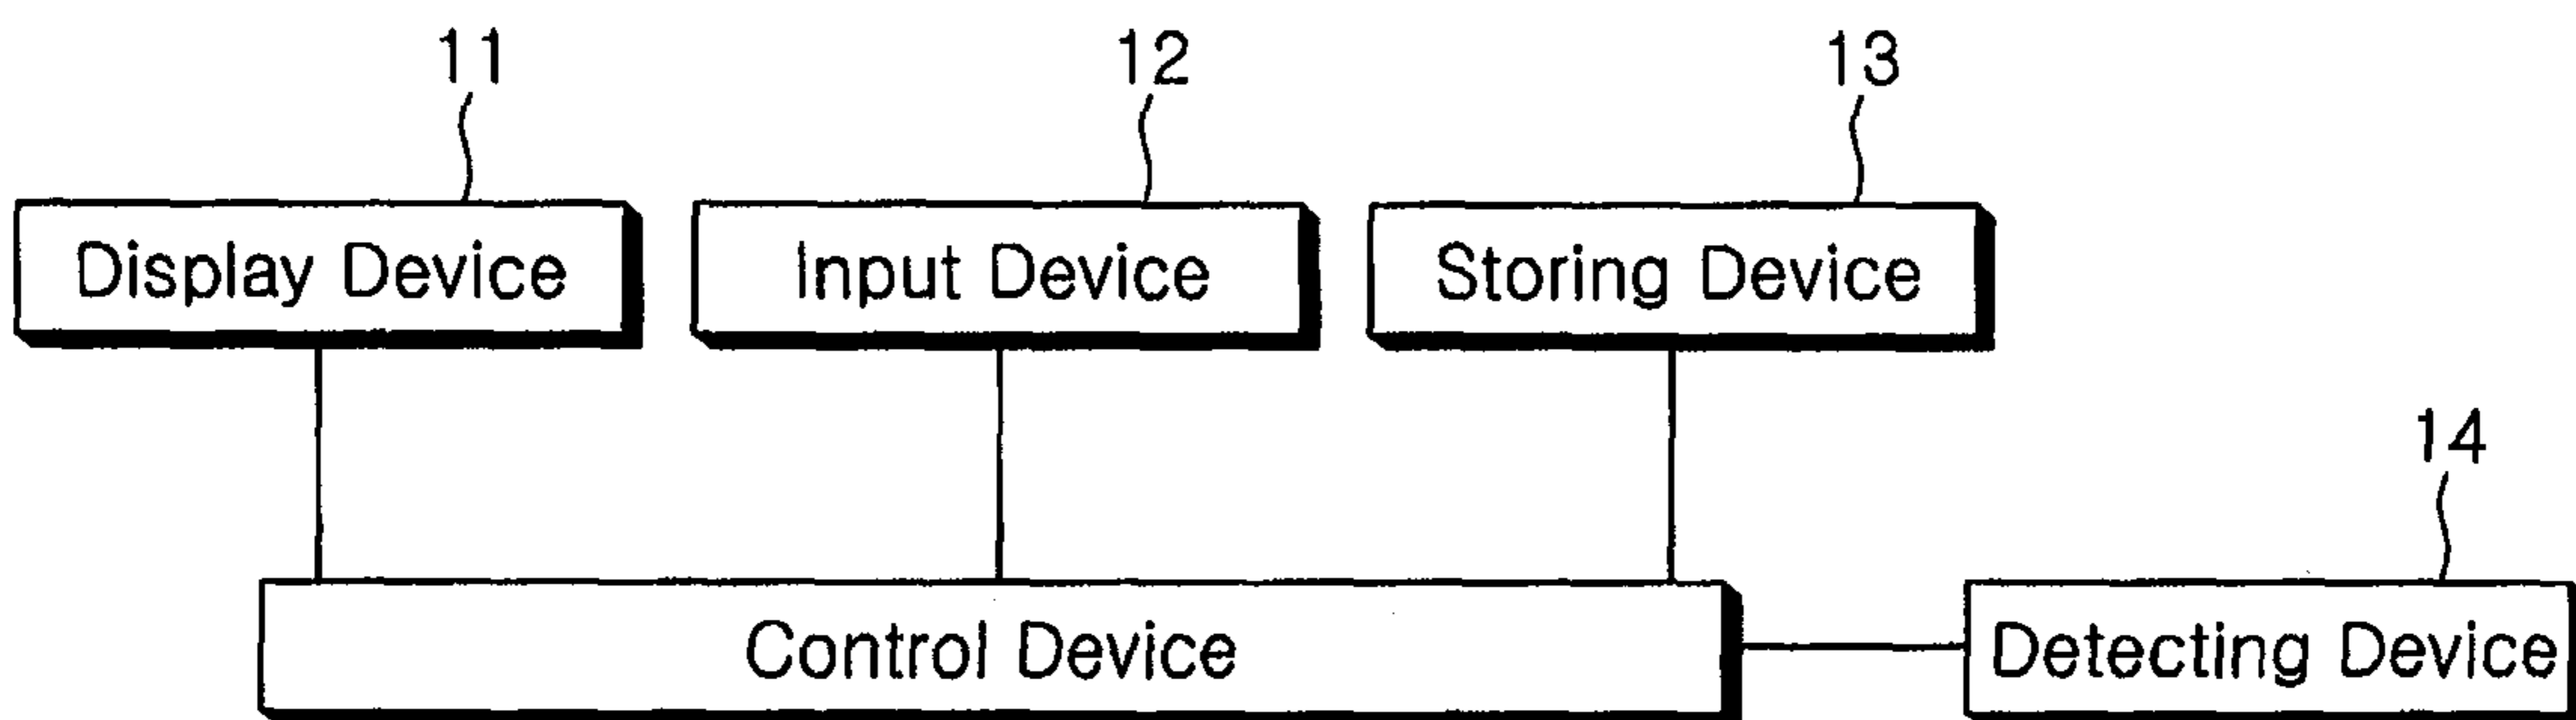 11
12
13
Display Device
Input Device
Storing Device
14
Control Device
Detecting Device